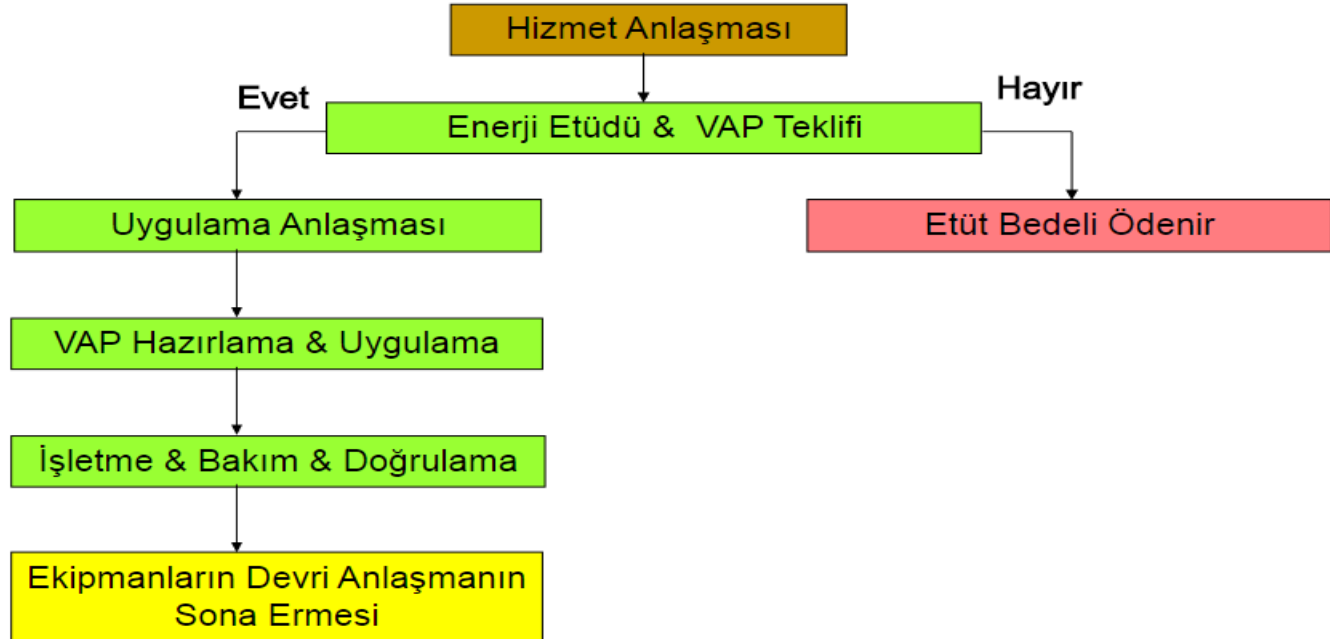 Hizmet Anlaşması
Evet
Hayır
Enerji Etüdü & VAP Teklifi
Uygulama Anlaşması
Etüt Bedeli Ödenir
VAP Hazırlama & Uygulama
İşletme & Bakım & Doğrulama
Ekipmanların Devri Anlaşmanın
Sona Ermesi